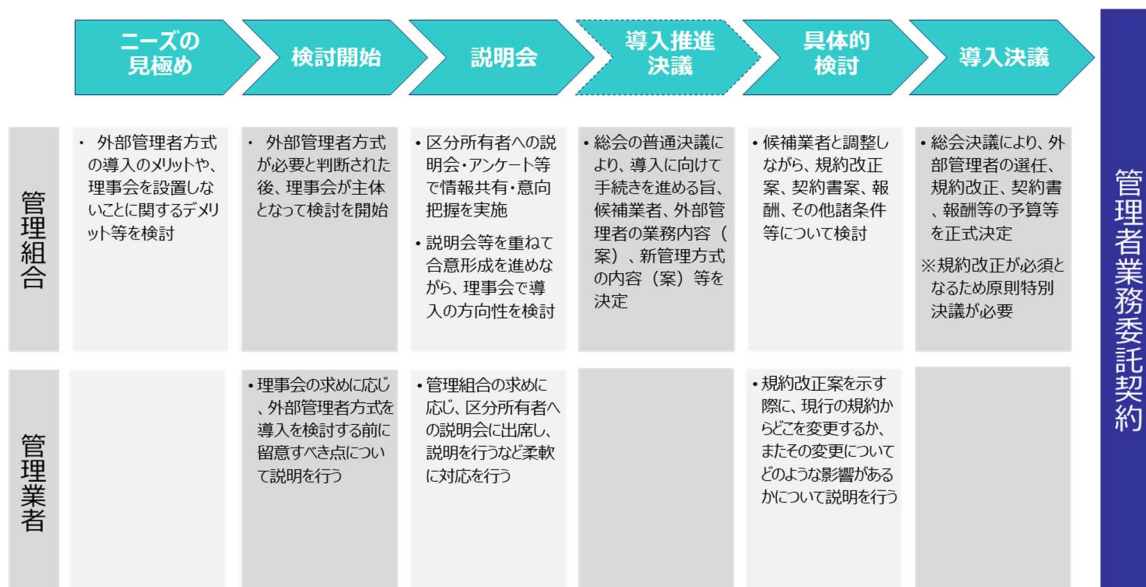 ニーズの
見極め
検討開始
説明会
導入推進
決議
具体的
検討
導入決議
管理組合
・ 外部管理者方式
の導入のメリットや、
理事会を設置しな
いことに関するデメリ
ット等を検討
・ 外部管理者方式
が必要と判断された
後、理事会が主体
となって検討を開始
• 区分所有者への説
明会・アンケート等
で情報共有・意向
把握を実施
• 説明会等を重ねて
合意形成を進めな
がら、理事会で導
入の方向性を検討
• 総会の普通決議に
より、導入に向けて
手続きを進める旨、
候補業者、外部管
理者の業務内容（
案）、新管理方式
の内容（案）等を
決定
• 候補業者と調整し
ながら、規約改正
案、契約書案、報
酬、その他諸条件
等について検討
• 総会決議により、外
部管理者の選任、
規約改正、契約書
、報酬等の予算等
を正式決定
※規約改正が必須と
なるため原則特別
決議が必要
管理業者
• 理事会の求めに応じ
、外部管理者方式を
導入を検討する前に
留意すべき点につい
て説明を行う
• 管理組合の求めに
応じ、区分所有者へ
の説明会に出席し、
説明を行うなど柔軟
に対応を行う
• 規約改正案を示す
際に、現行の規約か
らどこを変更するか、
またその変更について
どのような影響がある
かについて説明を行う
管理者業務委託契約